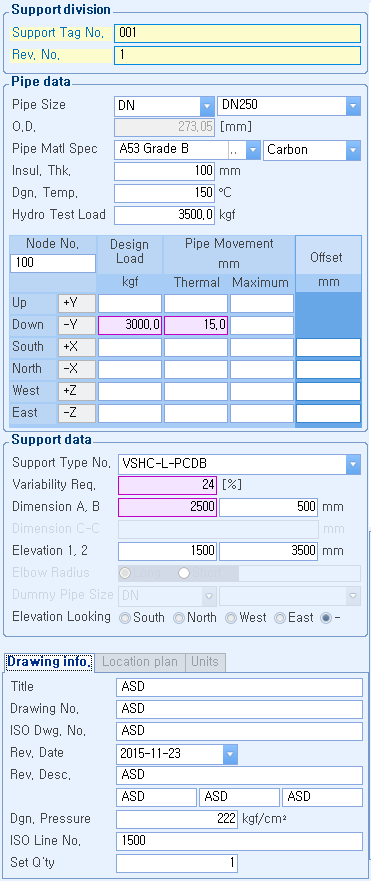 Support division
Support Tag No. 001
Rev. No. 1
Pipe data
Pipe Size DN DN250
O.D. 273.05 [mm]
Pipe Matl Spec A53 Grade B .. Carbon
Insul. Thk. 100 mm
Dgn. Temp. 150 °C
Hydro Test Load 3500.0 kgf
Node No. Design Load Pipe Movement Offset
100 mm
kgf Thermal Maximum mm
Up +Y
Down -Y 3000.0 15.0
South +X
North -X
West +Z
East -Z
Support data
Support Type No. VSHC-L-PCDB
Variability Req. 24 [%]
Dimension A, B 2500 500 mm
Dimension C-C mm
Elevation 1, 2 1500 3500 mm
Elbow Radius
Dummy Pipe Size DN
Elevation Looking South North West East -
Drawing info. Location plan Units
Title ASD
Drawing No. ASD
ISO Dwg. No. ASD
Rev. Date 2015-11-23
Rev. Desc. ASD
ASD ASD ASD
Dgn. Pressure 222 kgf/cm²
ISO Line No. 1500
Set Q'ty 1